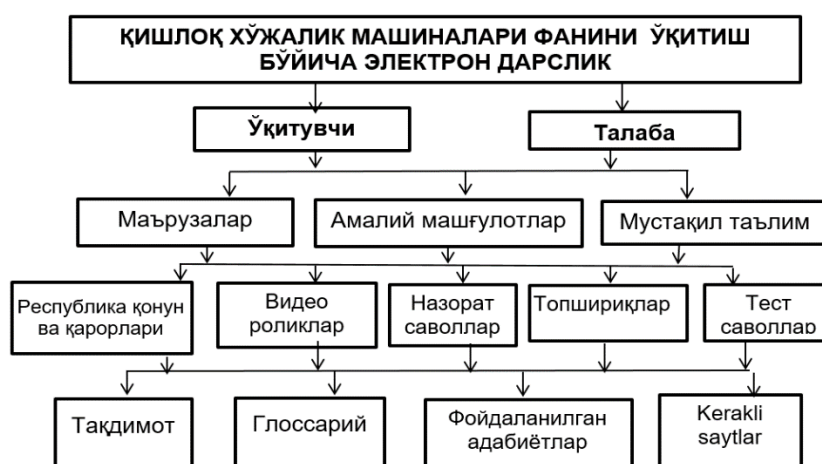 ҚИШЛОҚ ХЎЖАЛИК МАШИНАЛАРИ ФАНИНИ ЎҚИТИШ
БЎЙИЧА ЭЛЕКТРОН ДАРСЛИК
Ўқитувчи
Талаба
Маърузалар
Амалий машғулотлар
Мустақил таълим
Республика қонун
ва қарорлари
Видео
роликлар
Назорат
саволлар
Топшириқлар
Тест
саволлар
Тақдимот
Глоссарий
Фойдаланилган
адабиётлар
Kerakli
saytlar